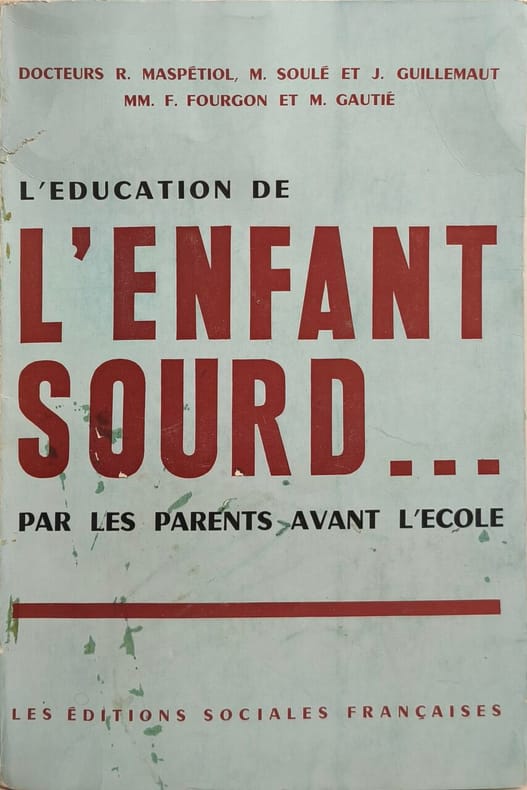 DOCTEURS R. MASPÉTIOL, M. SOULÉ ET J. GUILLEMAUT
MM. F. FOURGON ET M. GAUTIÉ
L'EDUCATION DE
L'ENFANT
SOURD...
PAR LES PARENTS AVANT L'ECOLE
LES ÉDITIONS SOCIALES FRANÇAISES